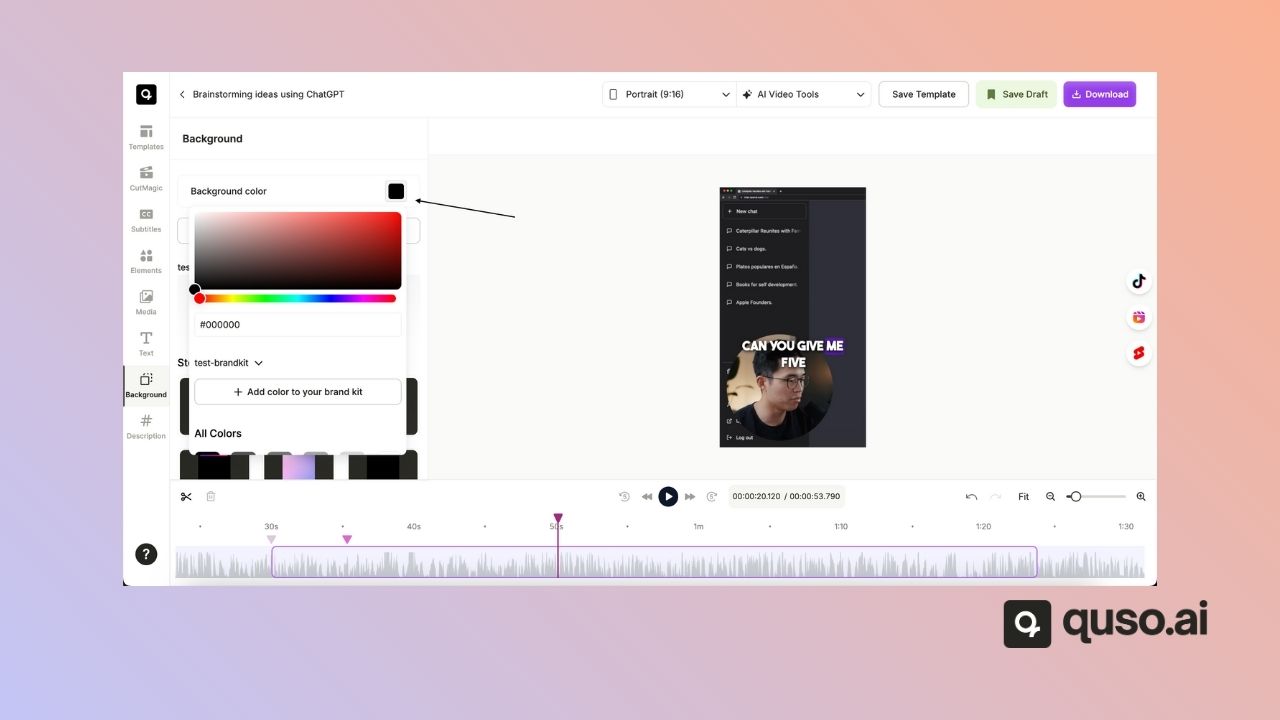 Brainstorming ideas using ChatGPT
Portrait (9:16)
AI Video Tools
Save Template
Save Draft
Download
Templates
CutMagic
CC
Subtitles
Elements
Media
Text
Background
Description
Background
Background color
tes
#000000
St
test-brandkit
+ Add color to your brand kit
All Colors
New chat
Caterpillar Reunites with Fam
Cats vs dogs.
Platos populares en Español
Books for self development.
Apple Founders.
CAN YOU GIVE ME
FIVE
Log out
00:00:20.120 / 00:00:53.790
Fit
30s
40s
50s
1m
1:10
1:20
1:30
?
quso.ai